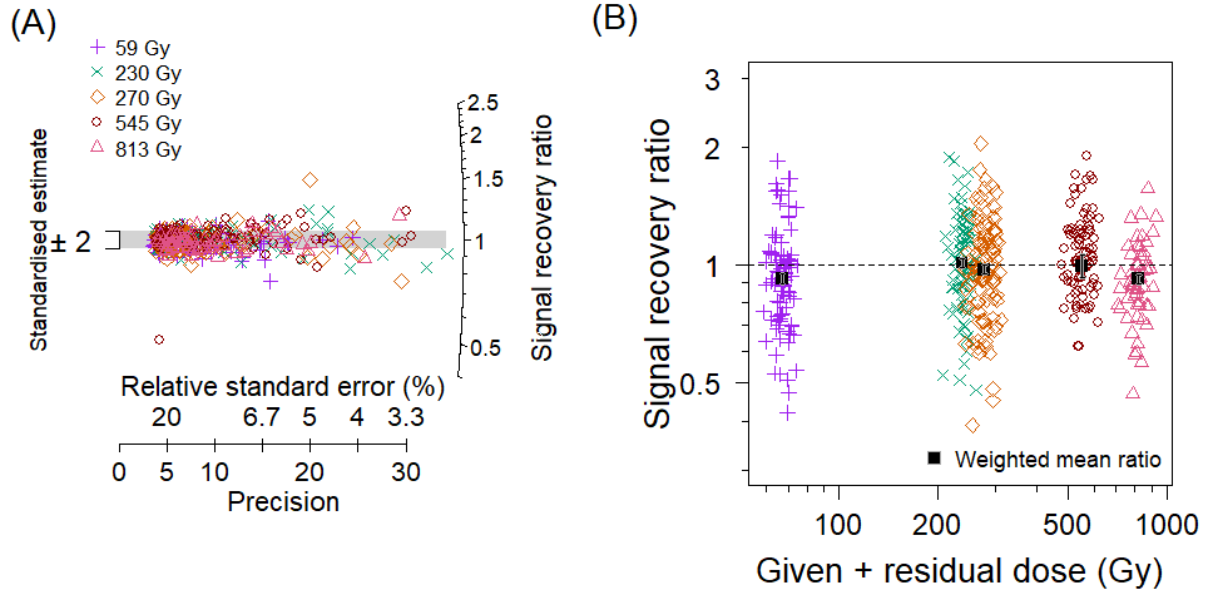 (A)
59 Gy
230 Gy
270 Gy
545 Gy
813 Gy
Standardised estimate
± 2
2.5
2
1.5
1
0.5
Signal recovery ratio
Relative standard error (%)
20 6.7 5 4 3.3
0 5 10 20 30
Precision
(B)
3
2
1
0.5
Signal recovery ratio
Weighted mean ratio
100 200 500 1000
Given + residual dose (Gy)